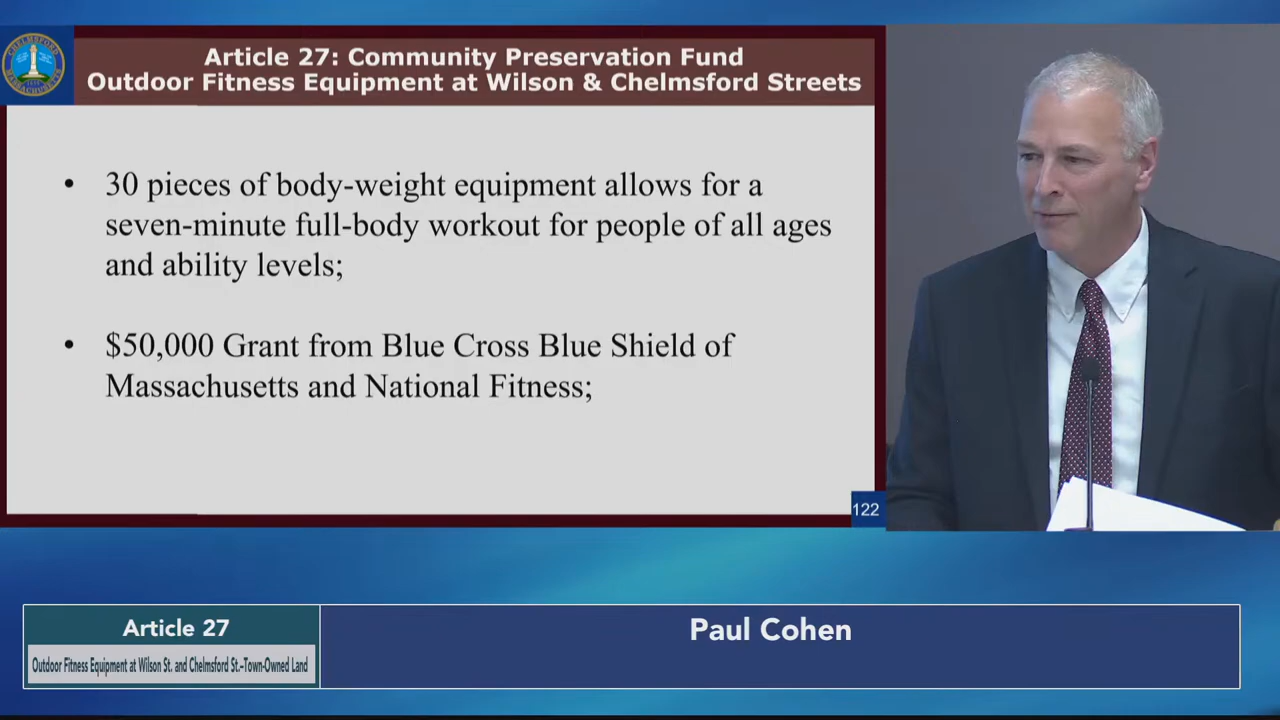 Article 27: Community Preservation Fund
Outdoor Fitness Equipment at Wilson & Chelmsford Streets
• 30 pieces of body-weight equipment allows for a
seven-minute full-body workout for people of all ages
and ability levels;
• $50,000 Grant from Blue Cross Blue Shield of
Massachusetts and National Fitness;
122
Article 27
Outdoor Fitness Equipment at Wilson St. and Chelmsford St.-Town-Owned Land
Paul Cohen